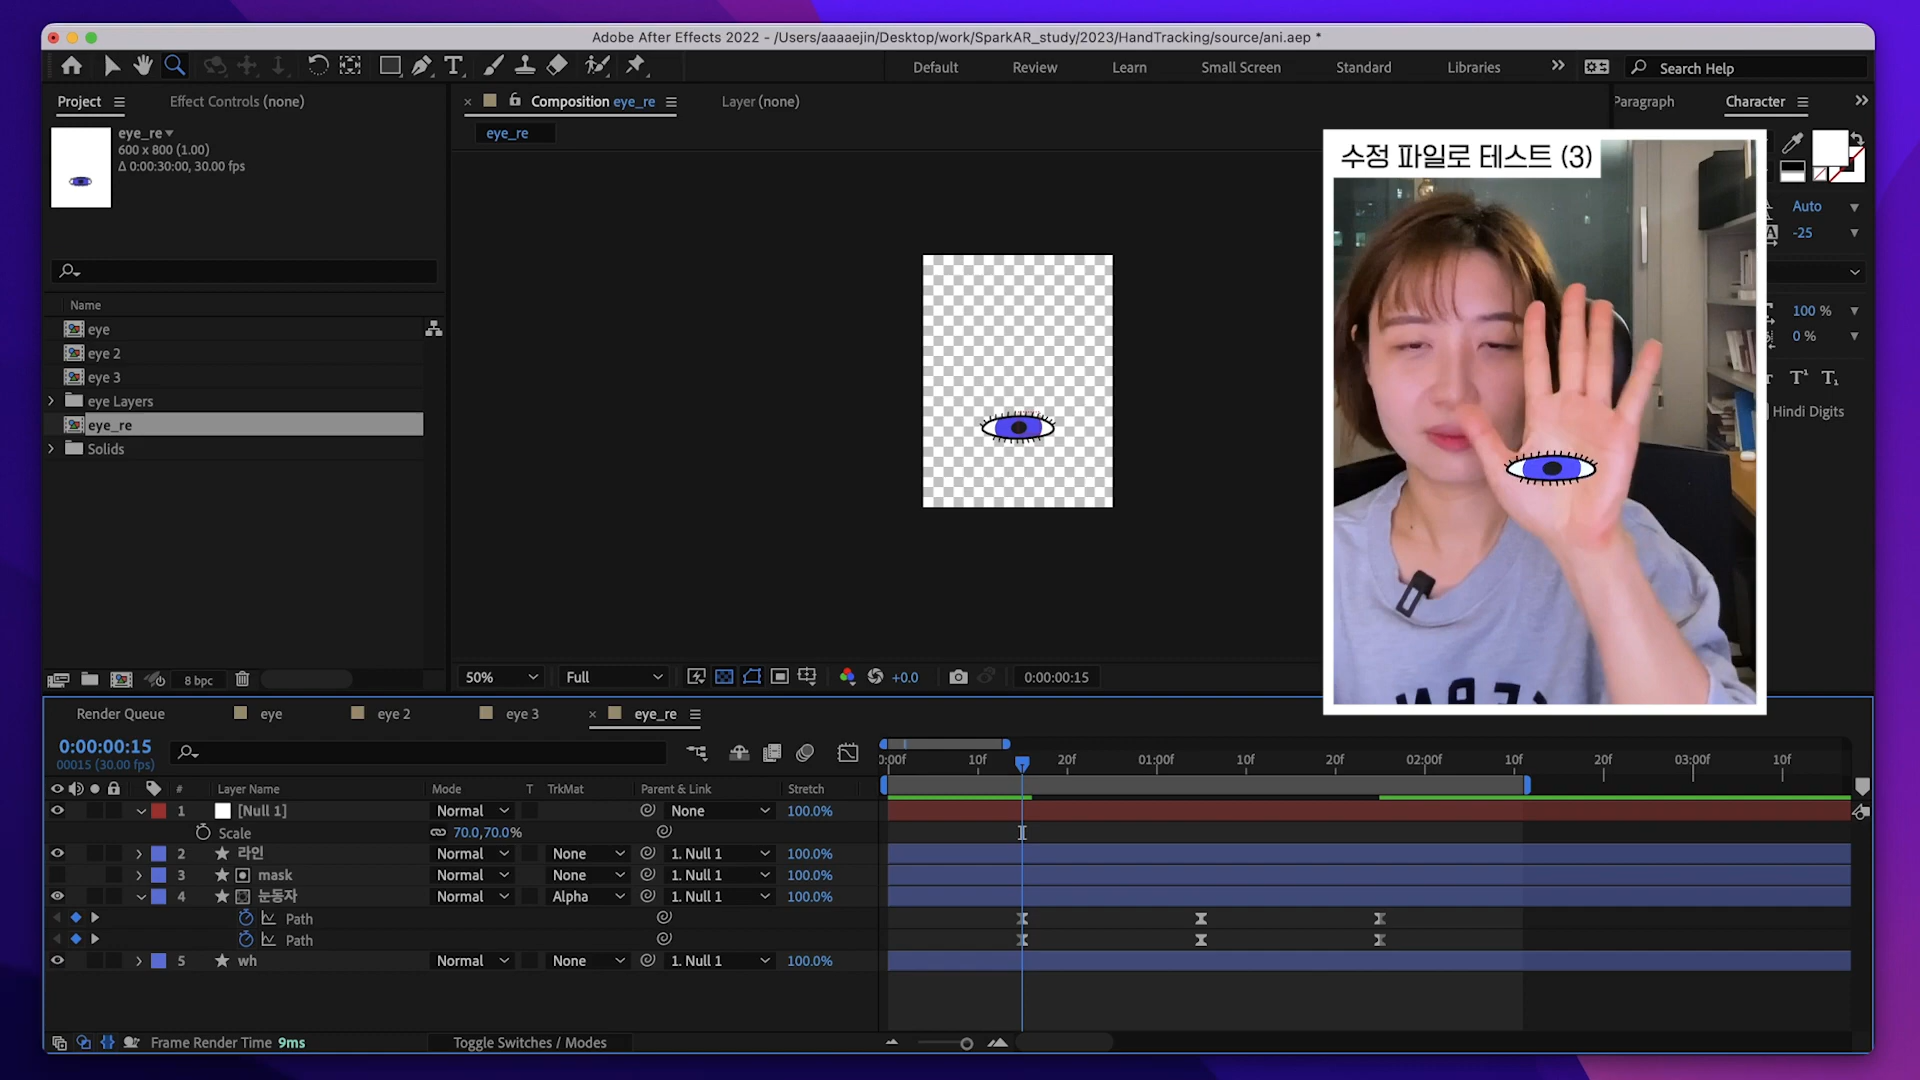 Adobe After Effects 2022 - /Users/aaaaejin/Desktop/work/SparkAR_study/2023/HandTracking/source/ani.aep *
Default
Review
Learn
Small Screen
Standard
Libraries
Search Help
Project
Effect Controls (none)
Composition eye_re
Layer (none)
Paragraph
Character
eye_re
600 x 800 (1.00)
Δ 0:00:30:00, 30.00 fps
eye_re
수정 파일로 테스트 (3)
Auto
-25
100 %
0 %
Hindi Digits
Name
eye
eye 2
eye 3
eye Layers
eye_re
Solids
8 bpc
50%
Full
+0.0
0:00:00:15
Render Queue
eye
eye 2
eye 3
eye_re
0:00:00:15
00015 (30.00 fps)
0:00f 10f 20f 01:00f 10f 20f 02:00f 10f 20f 03:00f 10f
# Layer Name Mode T TrkMat Parent & Link Stretch
1 [Null 1] Normal None 100.0%
Scale 70.0,70.0%
2 라인 Normal None 1. Null 1 100.0%
3 mask Normal None 1. Null 1 100.0%
4 눈동자 Normal Alpha 1. Null 1 100.0%
Path
Path
5 wh Normal None 1. Null 1 100.0%
Frame Render Time 9ms
Toggle Switches / Modes